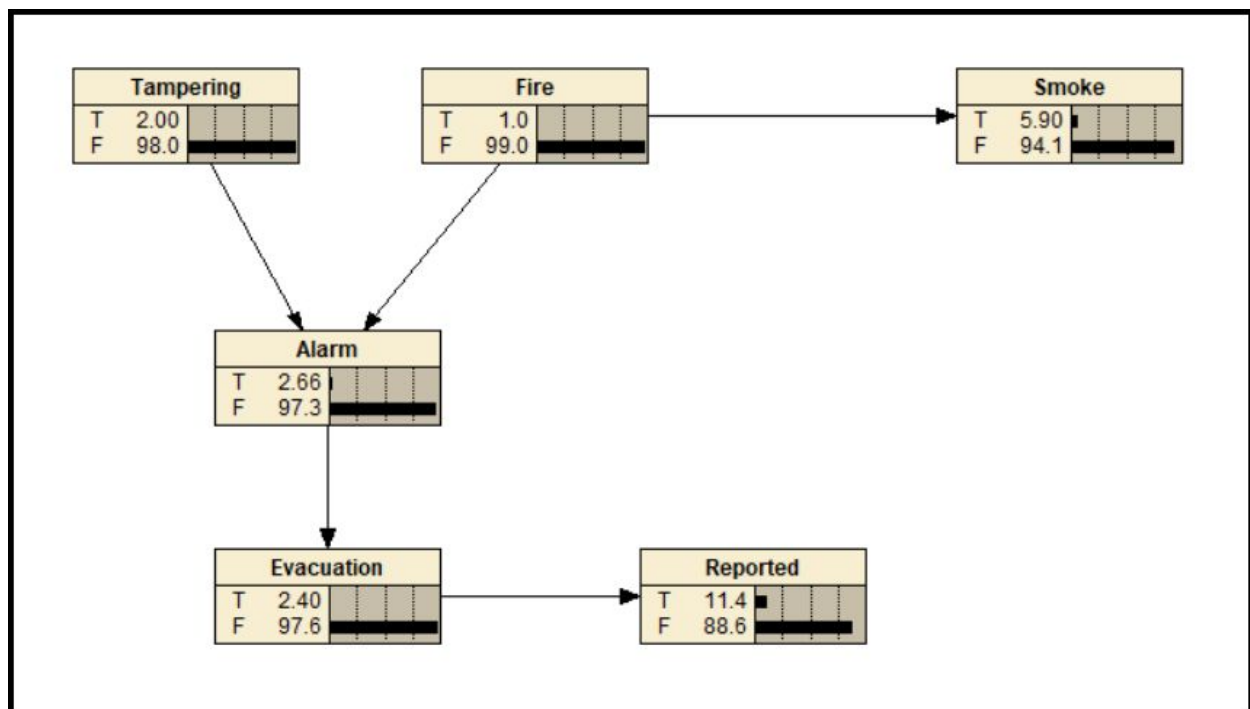 Tampering
T 2.00
F 98.0
Fire
T 1.0
F 99.0
Smoke
T 5.90
F 94.1
Alarm
T 2.66
F 97.3
Evacuation
T 2.40
F 97.6
Reported
T 11.4
F 88.6